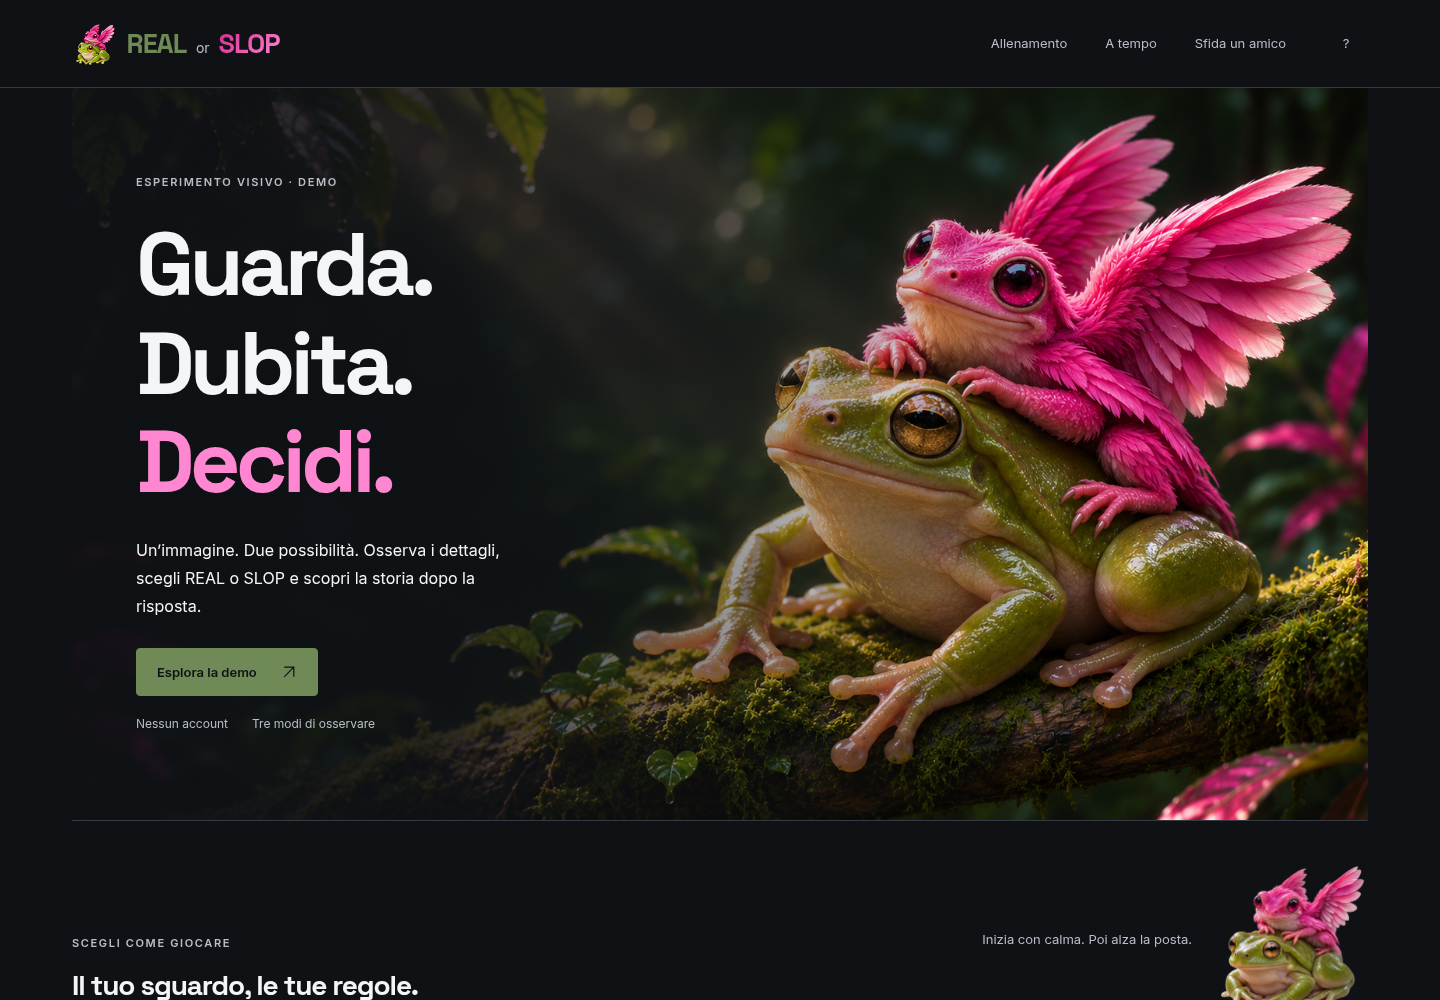 REAL or SLOP
Allenamento
A tempo
Sfida un amico
?
ESPERIMENTO VISIVO · DEMO
Guarda.
Dubita.
Decidi.
Un’immagine. Due possibilità. Osserva i dettagli,
scegli REAL o SLOP e scopri la storia dopo la
risposta.
Esplora la demo
Nessun account
Tre modi di osservare
SCEGLI COME GIOCARE
Inizia con calma. Poi alza la posta.
Il tuo sguardo, le tue regole.